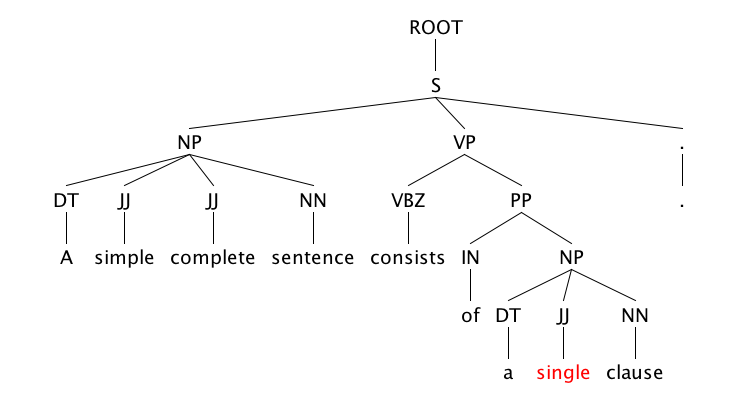 ROOT
S
NP VP .
DT JJ JJ NN VBZ PP .
A simple complete sentence consists IN NP
of DT JJ NN
a single clause